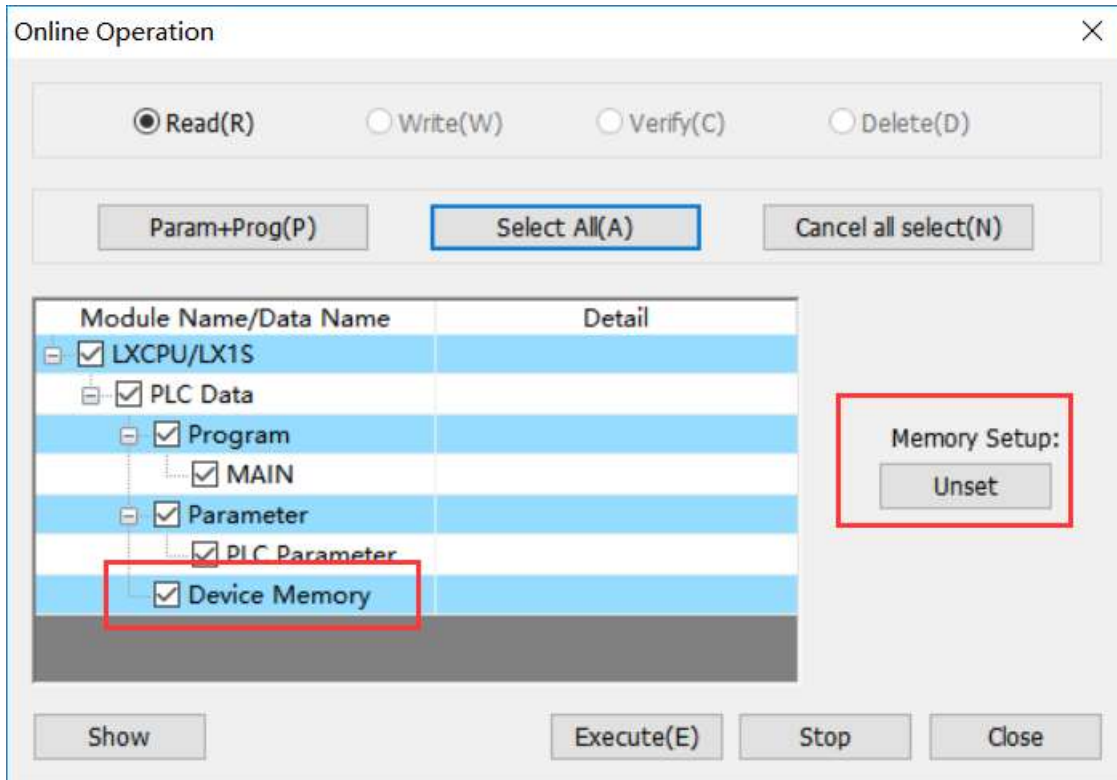 Online Operation
Read(R) Write(W) Verify(C) Delete(D)
Param+Prog(P) Select All(A) Cancel all select(N)
Module Name/Data Name Detail
LXCPU/LX1S
PLC Data
Program
MAIN
Parameter
PLC Parameter
Device Memory
Memory Setup:
Unset
Show Execute(E) Stop Close